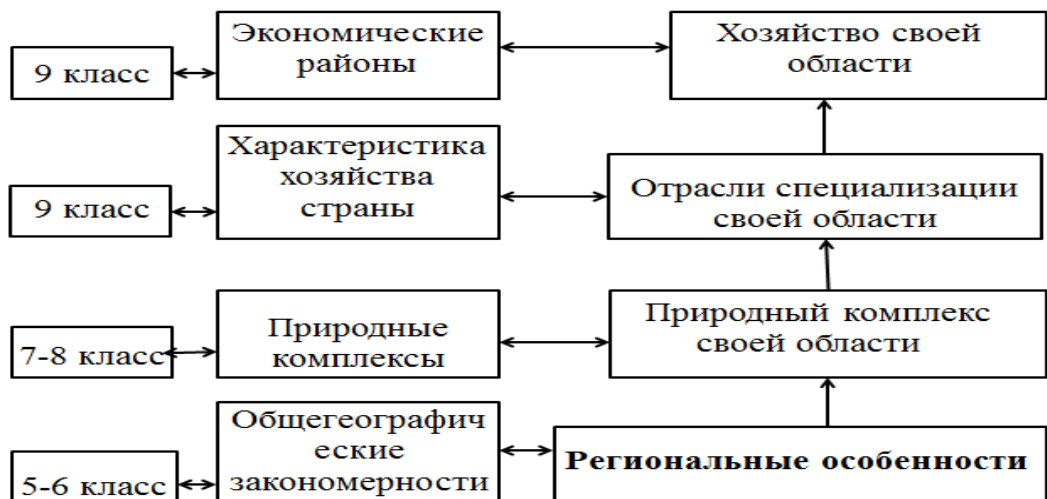 9 класс
Экономические
районы
Хозяйство своей
области
9 класс
Характеристика
хозяйства
страны
Отрасли специализации
своей области
7-8 класс
Природные
комплексы
Природный комплекс
своей области
5-6 класс
Общегеографич
еские
закономерности
Региональные особенности